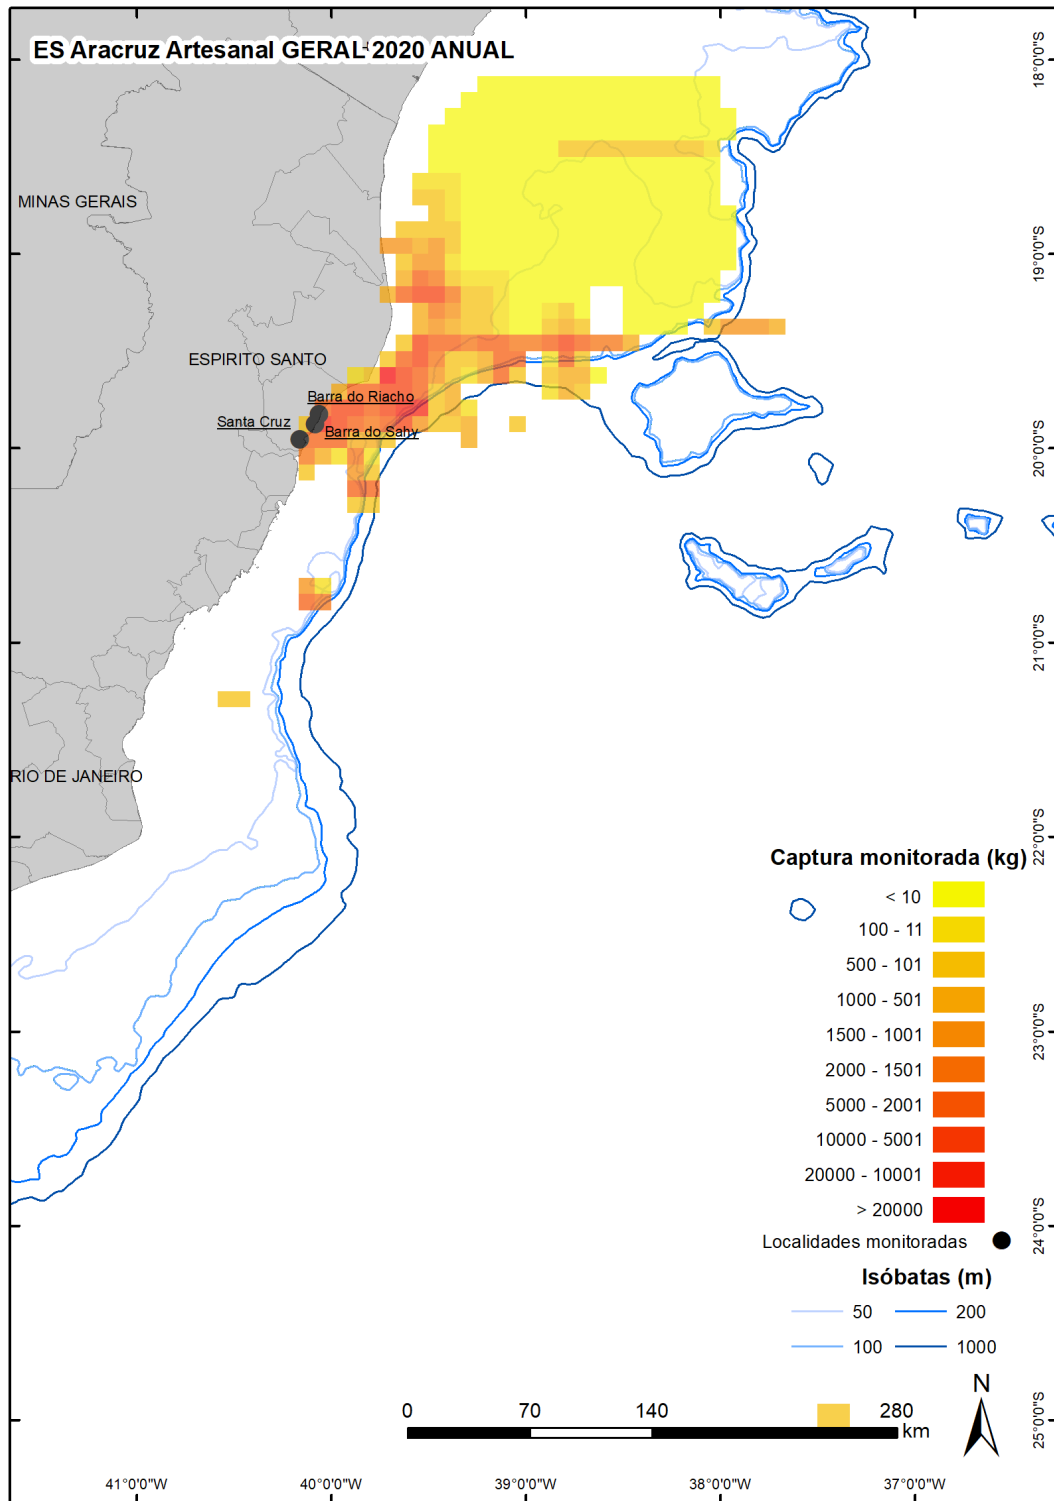 ES Aracruz Artesanal GERAL 2020 ANUAL
18°0'0"S
MINAS GERAIS
19°0'0"S
ESPIRITO SANTO
Barra do Riacho
Santa Cruz
Barra do Sahy
20°0'0"S
21°0'0"S
RIO DE JANEIRO
22°0'0"S
Captura monitorada (kg)
< 10
100 - 11
500 - 101
1000 - 501
1500 - 1001
23°0'0"S
2000 - 1501
5000 - 2001
10000 - 5001
20000 - 10001
> 20000
24°0'0"S
Localidades monitoradas
Isóbatas (m)
50 200
100 1000
N
0 70 140 280
km
25°0'0"S
41°0'0"W 40°0'0"W 39°0'0"W 38°0'0"W 37°0'0"W